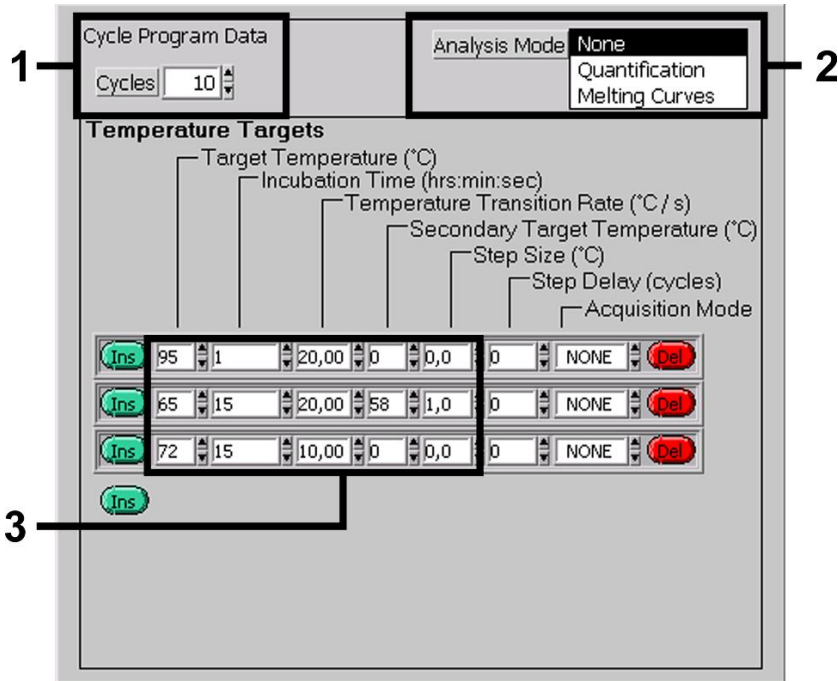 Cycle Program Data
Cycles 10
Analysis Mode None
Quantification
Melting Curves
1
2
Temperature Targets
Target Temperature (°C)
Incubation Time (hrs:min:sec)
Temperature Transition Rate (°C / s)
Secondary Target Temperature (°C)
Step Size (°C)
Step Delay (cycles)
Acquisition Mode
Ins 95 1 20,00 0 0,0 0 NONE Del
Ins 65 15 20,00 58 1,0 0 NONE Del
Ins 72 15 10,00 0 0,0 0 NONE Del
Ins
3